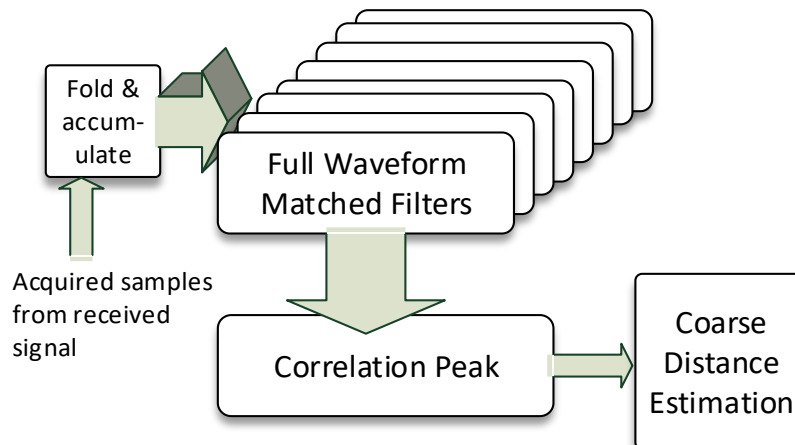 Fold &
accum-
ulate
Full Waveform
Matched Filters
Acquired samples
from received
signal
Correlation Peak
Coarse
Distance
Estimation